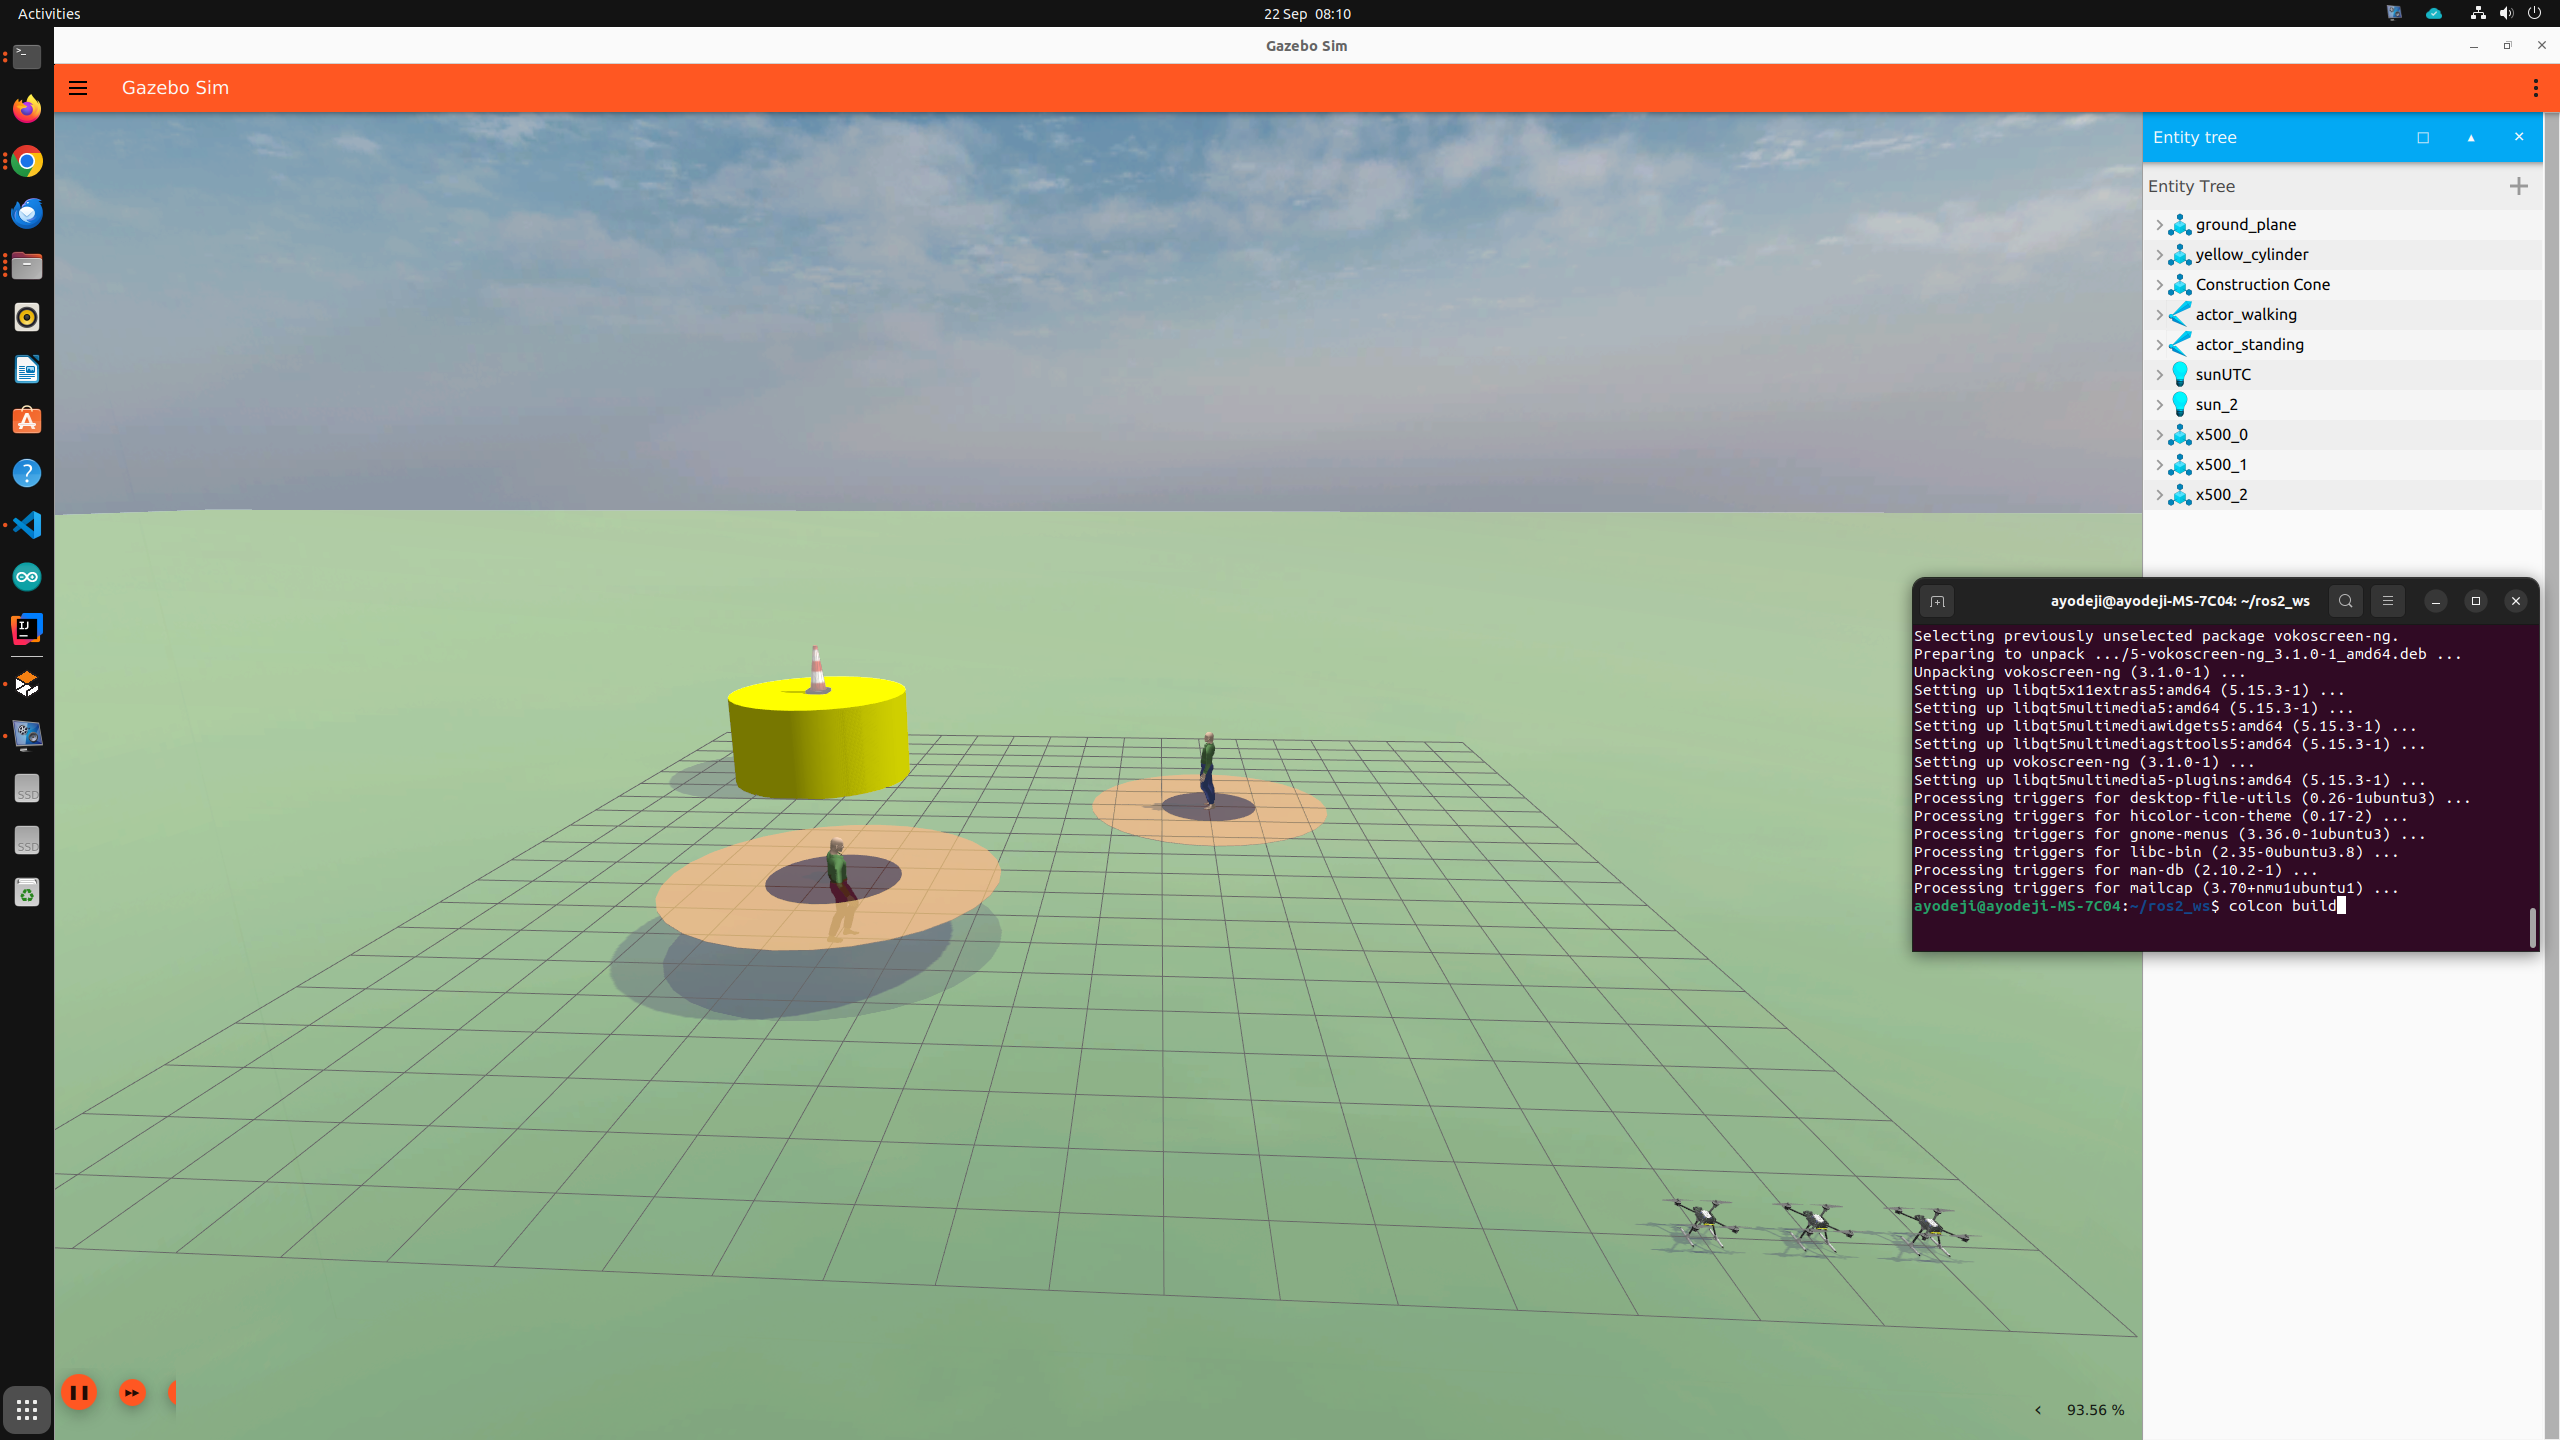 Activities
22 Sep 08:10
Gazebo Sim
Gazebo Sim
Entity tree
Entity Tree
ground_plane
yellow_cylinder
Construction Cone
actor_walking
actor_standing
sunUTC
sun_2
x500_0
x500_1
x500_2
ayodeji@ayodeji-MS-7C04: ~/ros2_ws
Selecting previously unselected package vokoscreen-ng.
Preparing to unpack .../5-vokoscreen-ng_3.1.0-1_amd64.deb ...
Unpacking vokoscreen-ng (3.1.0-1) ...
Setting up libqt5x11extras5:amd64 (5.15.3-1) ...
Setting up libqt5multimedia5:amd64 (5.15.3-1) ...
Setting up libqt5multimediawidgets5:amd64 (5.15.3-1) ...
Setting up libqt5multimediagsttools5:amd64 (5.15.3-1) ...
Setting up vokoscreen-ng (3.1.0-1) ...
Setting up libqt5multimedia5-plugins:amd64 (5.15.3-1) ...
Processing triggers for desktop-file-utils (0.26-1ubuntu3) ...
Processing triggers for hicolor-icon-theme (0.17-2) ...
Processing triggers for gnome-menus (3.36.0-1ubuntu3) ...
Processing triggers for libc-bin (2.35-0ubuntu3.8) ...
Processing triggers for man-db (2.10.2-1) ...
Processing triggers for mailcap (3.70+nmu1ubuntu1) ...
ayodeji@ayodeji-MS-7C04:~/ros2_ws$ colcon build
IJ
SSD
SSD
93.56 %